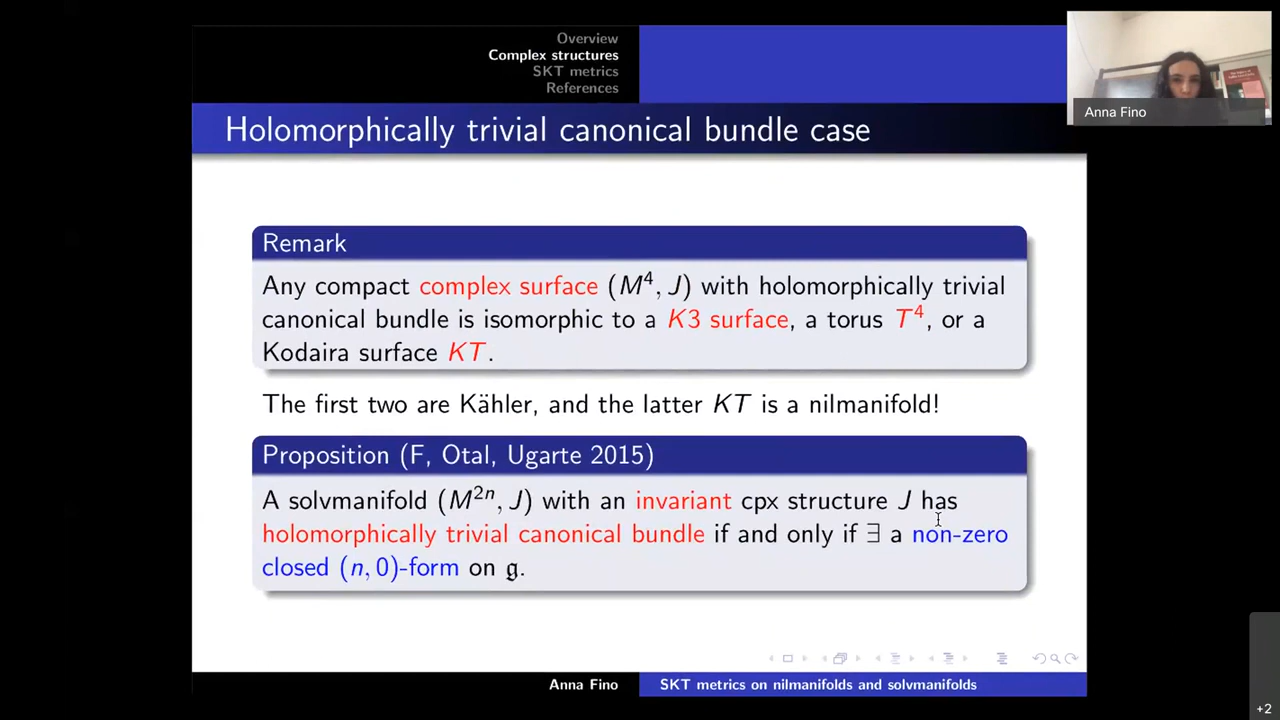 Overview
Complex structures
SKT metrics
References
Anna Fino
Holomorphically trivial canonical bundle case
Remark
Any compact complex surface (M⁴, J) with holomorphically trivial
canonical bundle is isomorphic to a K3 surface, a torus T⁴, or a
Kodaira surface KT.
The first two are Kähler, and the latter KT is a nilmanifold!
Proposition (F, Otal, Ugarte 2015)
A solvmanifold (M²ⁿ, J) with an invariant cpx structure J has
holomorphically trivial canonical bundle if and only if ∃ a non-zero
closed (n, 0)-form on 𝔤.
Anna Fino
SKT metrics on nilmanifolds and solvmanifolds
+2